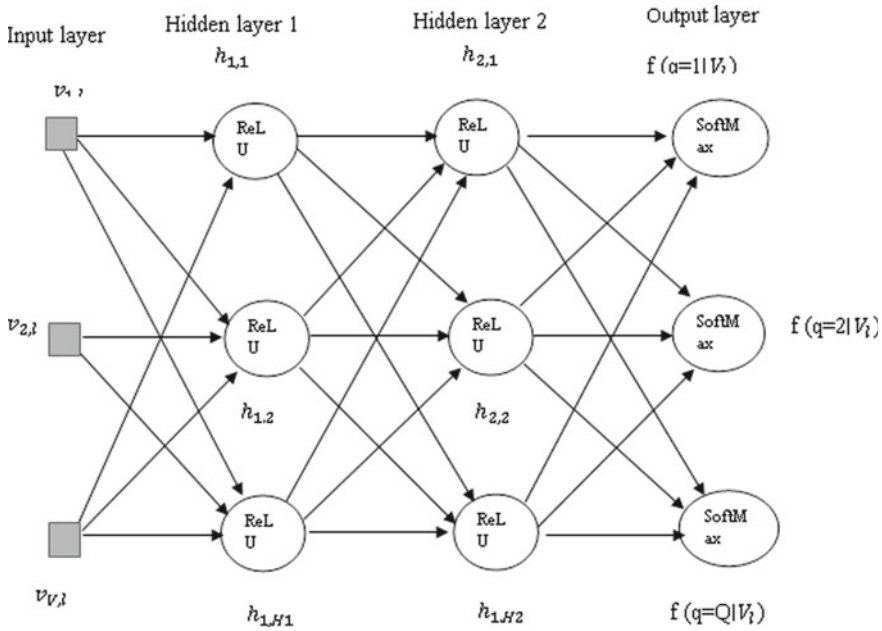 Input layer
Hidden layer 1
Hidden layer 2
Output layer
h1,1
h2,1
ReL
U
ReL
U
SoftM
ax
v2,l
ReL
U
ReL
U
SoftM
ax
f (q=2|Vl)
h1,2
h2,2
ReL
U
ReL
U
SoftM
ax
vV,l
h1,H1
h1,H2
f (q=Q|Vl)